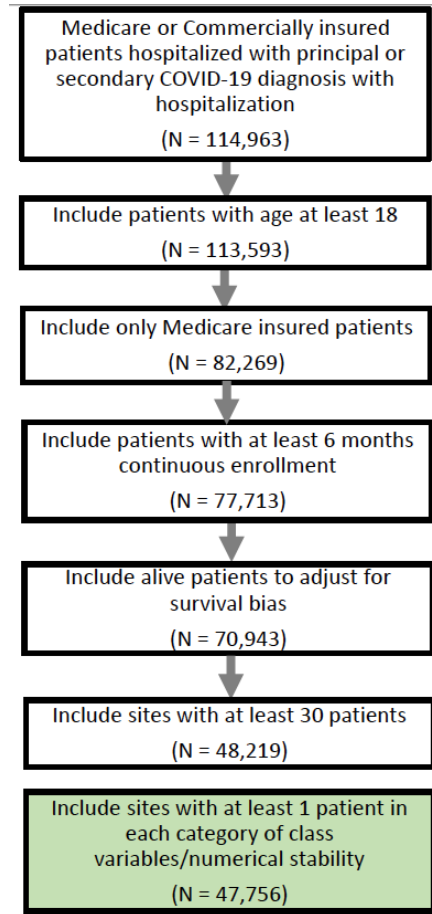 Medicare or Commercially insured
patients hospitalized with principal or
secondary COVID-19 diagnosis with
hospitalization
(N = 114,963)
Include patients with age at least 18
(N = 113,593)
Include only Medicare insured patients
(N = 82,269)
Include patients with at least 6 months
continuous enrollment
(N = 77,713)
Include alive patients to adjust for
survival bias
(N = 70,943)
Include sites with at least 30 patients
(N = 48,219)
Include sites with at least 1 patient in
each category of class
variables/numerical stability
(N = 47,756)